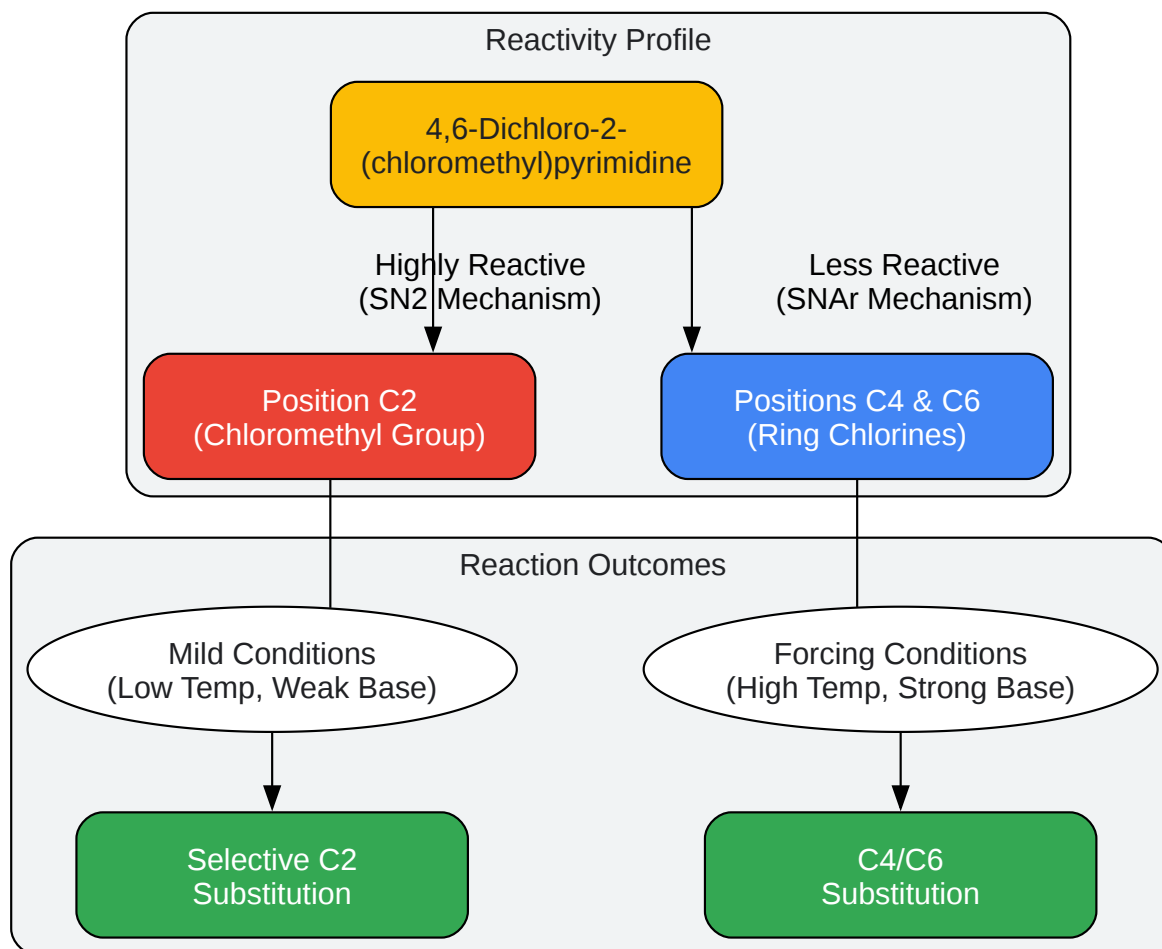 Reactivity Profile
4,6-Dichloro-2-
(chloromethyl)pyrimidine
Highly Reactive
(SN2 Mechanism)
Less Reactive
(SNAr Mechanism)
Position C2
(Chloromethyl Group)
Positions C4 & C6
(Ring Chlorines)
Reaction Outcomes
Mild Conditions
(Low Temp, Weak Base)
Forcing Conditions
(High Temp, Strong Base)
Selective C2
Substitution
C4/C6
Substitution